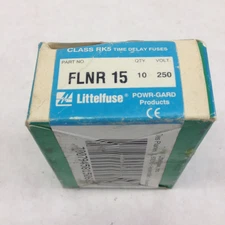 CLASS RK5 TIME DELAY FUSES
PART NO QTY. VOLT.
FLNR 15 10 250
Littelfuse® POWR-GARD
Products
CE